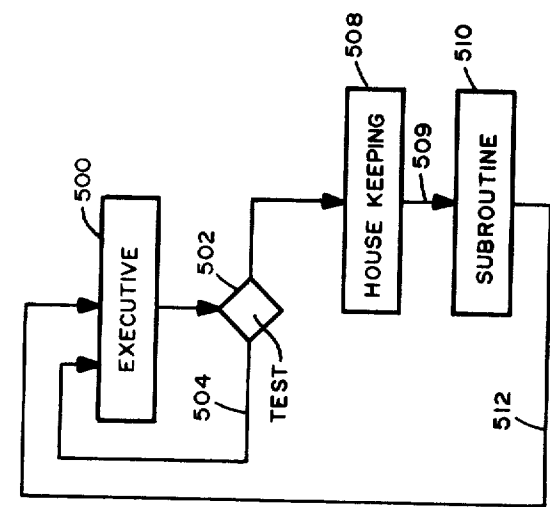 500
EXECUTIVE
502
504
TEST
508
HOUSE KEEPING
509
510
SUBROUTINE
512